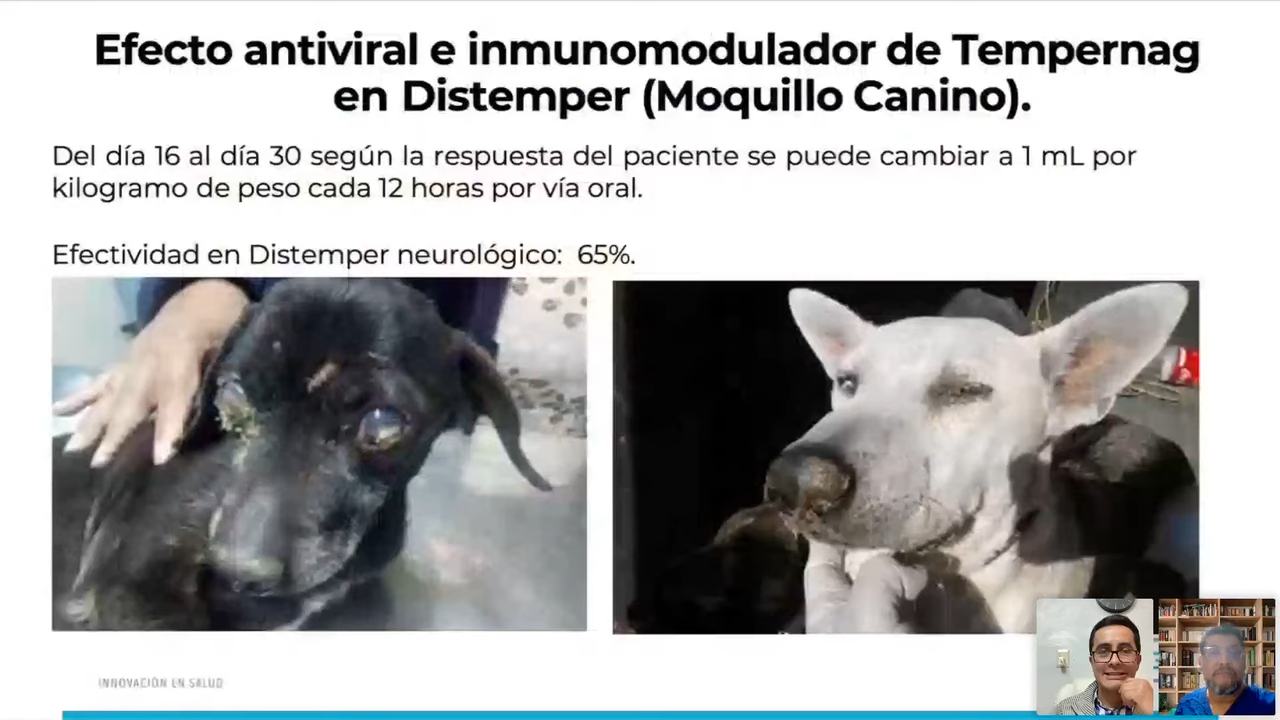 Efecto antiviral e inmunomodulador de Tempernag
en Distemper (Moquillo Canino).
Del día 16 al día 30 según la respuesta del paciente se puede cambiar a 1 mL por
kilogramo de peso cada 12 horas por vía oral.
Efectividad en Distemper neurológico: 65%.
INNOVACIÓN EN SALUD